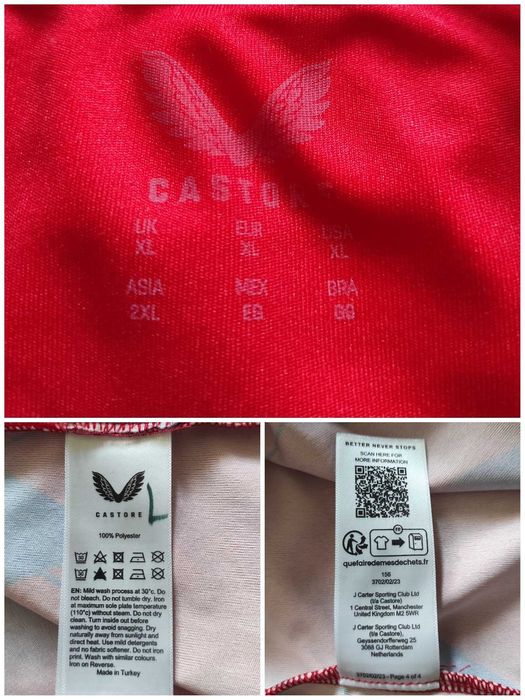 CASTORE
UK EUR USA
XL XL XL
ASIA MEX BRA
2XL EG GG
CASTORE
L
100% Polyester
EN: Mild wash process at 30°c. Do
not bleach. Do not tumble dry. Iron
at maximum sole plate temperature
(110°c) without steam. Do not dry
clean. Turn inside out before
washing to avoid snagging. Dry
naturally away from sunlight and
direct heat. Use mild detergents
and no fabric softener. Do not iron
print. Wash with similar colours.
Iron on Reverse.
Made in Turkey
BETTER NEVER STOPS
SCAN HERE FOR
MORE INFORMATION
FR
quefairedemesdechets.fr
156
3702/02/23
J Carter Sporting Club Ltd
(t/a Castore)
1 Central Street, Manchester
United Kingdom M2 5WR
J Carter Sporting Club Ltd
(t/a Castore),
Geyssendorfferweg 25
3088 GJ Rotterdam
Netherlands
3702/02/23 - Page 4 of 4